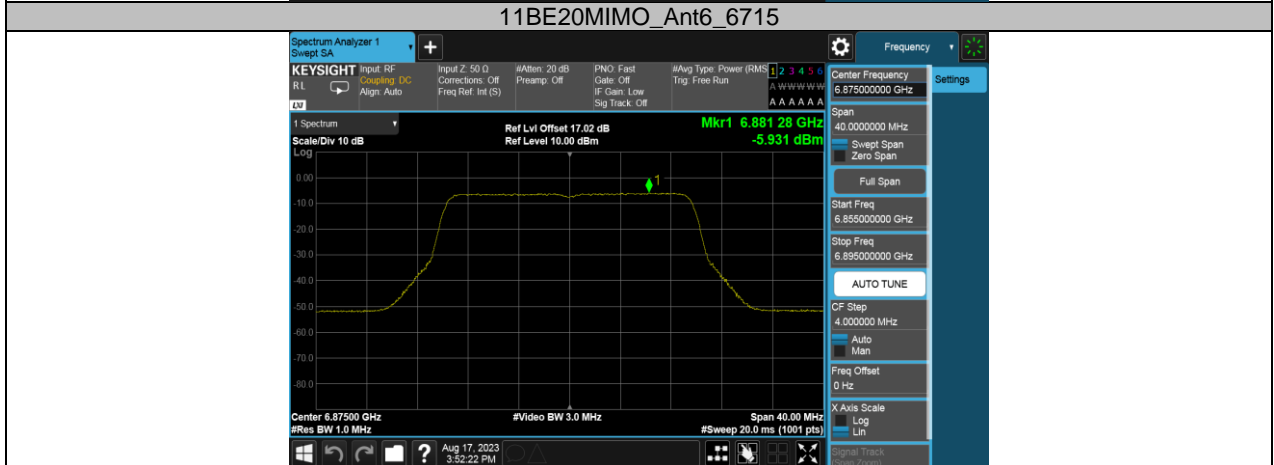 11BE20MIMO_Ant6_6715
Spectrum Analyzer 1
Swept SA
+
Frequency
KEYSIGHT
RL
LXI
Input: RF
Coupling: DC
Align: Auto
Input Z: 50 Ω
Corrections: Off
Freq Ref: Int (S)
#Atten: 20 dB
Preamp: Off
PNO: Fast
Gate: Off
IF Gain: Low
Sig Track: Off
#Avg Type: Power (RMS
Trig: Free Run
1 2 3 4 5 6
A W W W W W
A A A A A A
Center Frequency
6.875000000 GHz
Settings
Span
40.0000000 MHz
Swept Span
Zero Span
Full Span
Start Freq
6.855000000 GHz
Stop Freq
6.895000000 GHz
AUTO TUNE
CF Step
4.000000 MHz
Auto
Man
Freq Offset
0 Hz
X Axis Scale
Log
Lin
Signal Track
(Span Zoom)
1 Spectrum
Scale/Div 10 dB
Log
Ref Lvl Offset 17.02 dB
Ref Level 10.00 dBm
Mkr1 6.881 28 GHz
-5.931 dBm
1
0.00
-10.0
-20.0
-30.0
-40.0
-50.0
-60.0
-70.0
-80.0
Center 6.87500 GHz
#Res BW 1.0 MHz
#Video BW 3.0 MHz
Span 40.00 MHz
#Sweep 20.0 ms (1001 pts)
?
Aug 17, 2023
3:52:22 PM